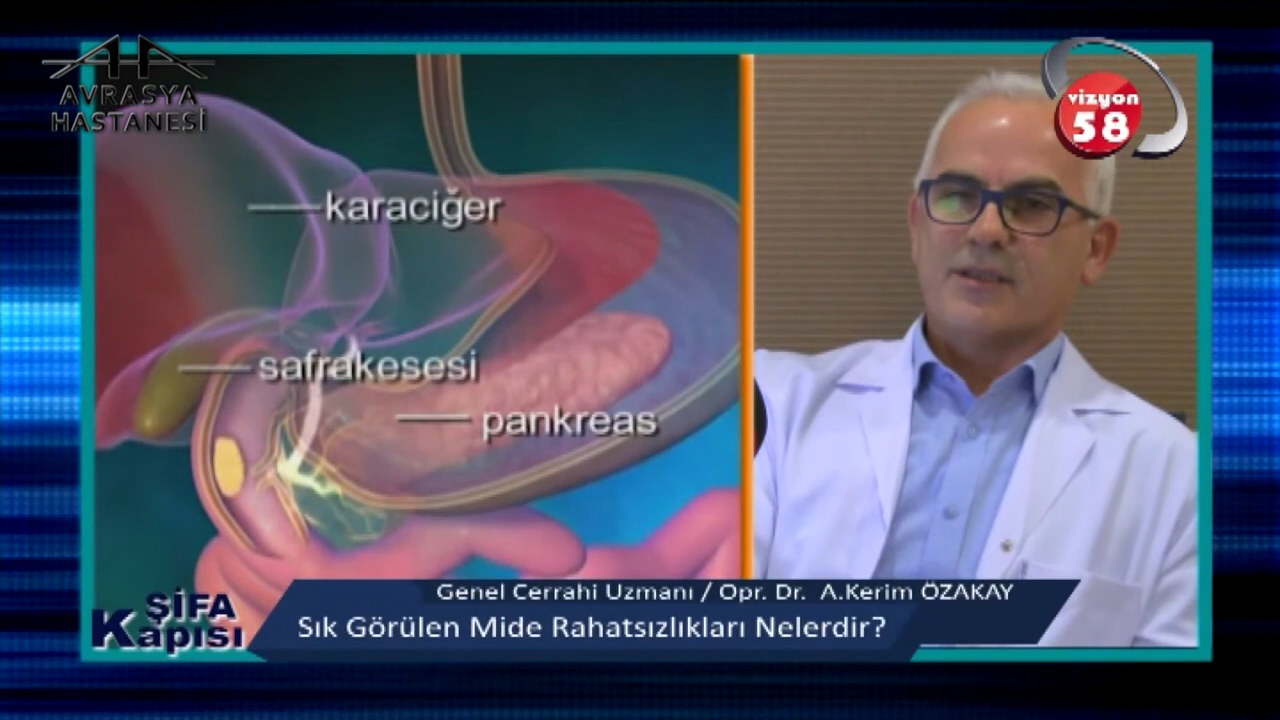 AVRASYA
HASTANESİ
vizyon
58
karaciğer
safrakesesi
pankreas
ŞİFA
Kapısı
Genel Cerrahi Uzmanı / Opr. Dr. A.Kerim ÖZAKAY
Sık Görülen Mide Rahatsızlıkları Nelerdir?